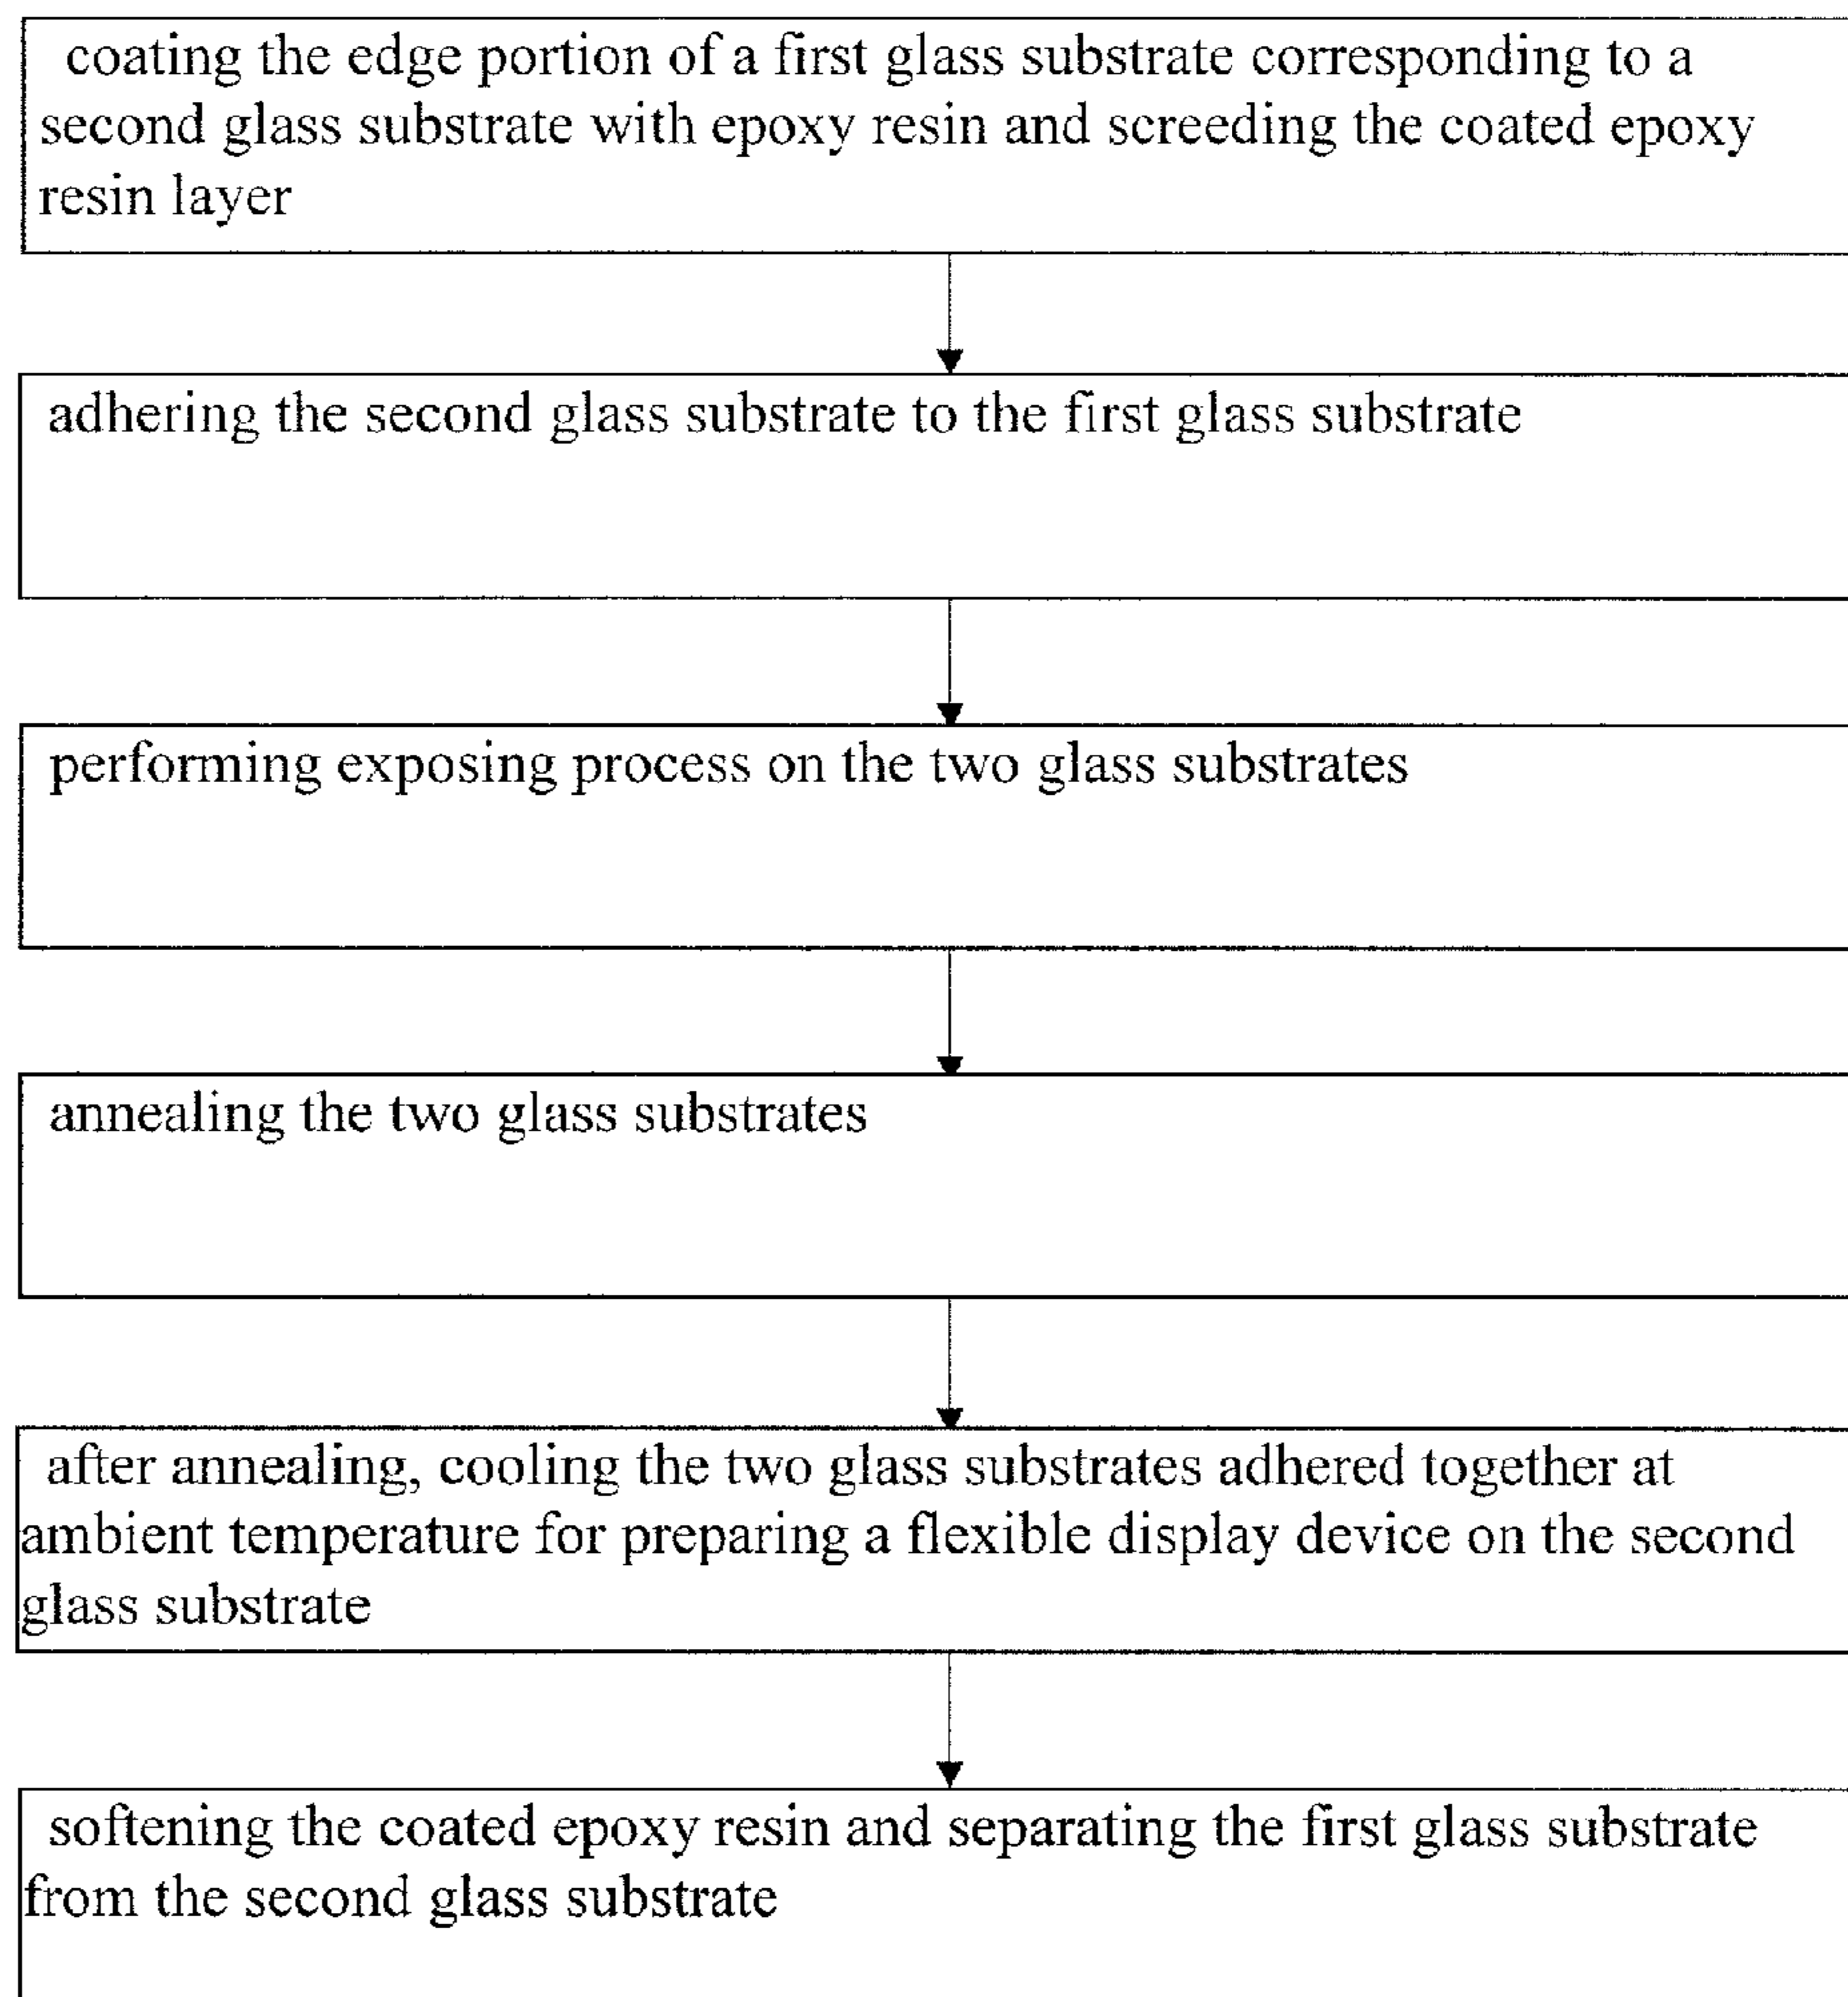 coating the edge portion of a first glass substrate corresponding to a
second glass substrate with epoxy resin and screeding the coated epoxy
resin layer
adhering the second glass substrate to the first glass substrate
performing exposing process on the two glass substrates
annealing the two glass substrates
after annealing, cooling the two glass substrates adhered together at
ambient temperature for preparing a flexible display device on the second
glass substrate
softening the coated epoxy resin and separating the first glass substrate
from the second glass substrate